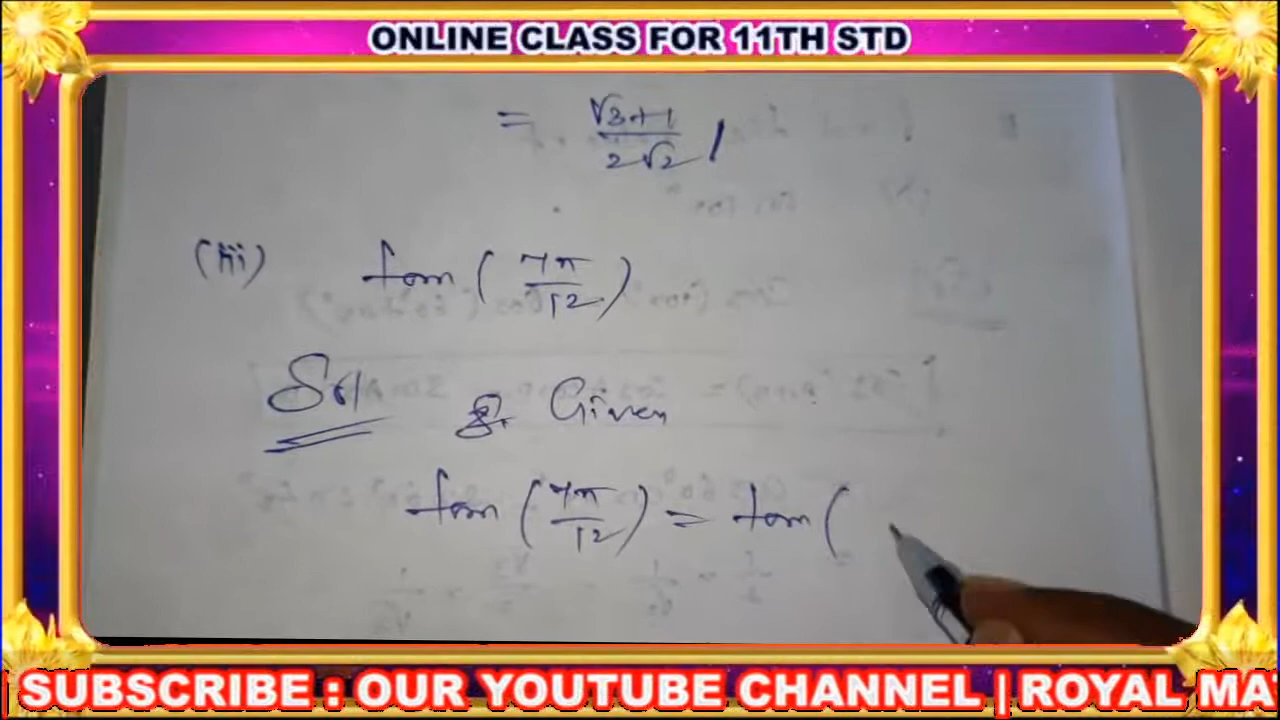 ONLINE CLASS FOR 11TH STD
= √3+1 / 2√2
(iii) tan (7π/12)
Sol Given
tan (7π/12) = tan (
SUBSCRIBE : OUR YOUTUBE CHANNEL | ROYAL MA